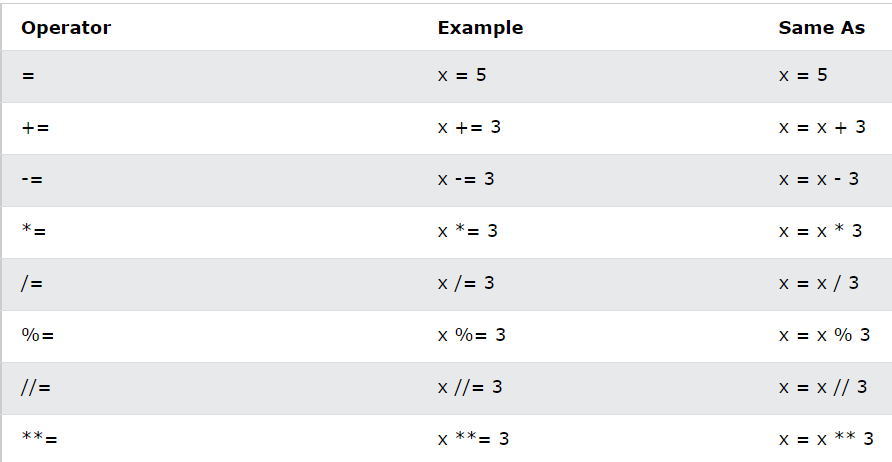 Operator Example Same As
= x = 5 x = 5
+= x += 3 x = x + 3
-= x -= 3 x = x - 3
*= x *= 3 x = x * 3
/= x /= 3 x = x / 3
%= x %= 3 x = x % 3
//= x //= 3 x = x // 3
**= x **= 3 x = x ** 3